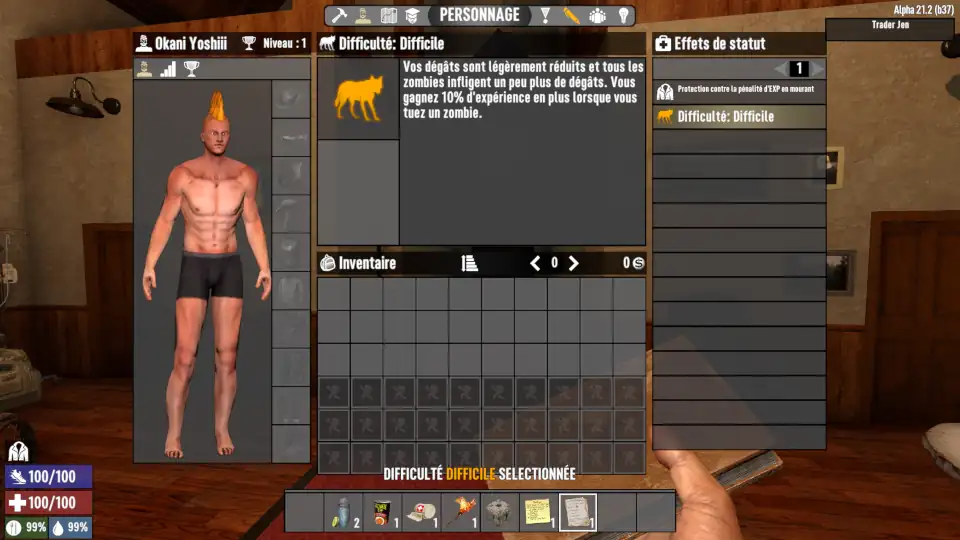 PERSONNAGE
Alpha 21.2 (b37)
Trader Jen
Okani Yoshiii
Niveau : 1
Difficulté: Difficile
Vos dégâts sont légèrement réduits et tous les
zombies infligent un peu plus de dégâts. Vous
gagnez 10% d'expérience en plus lorsque vous
tuez un zombie.
Effets de statut
1
Protection contre la pénalité d'EXP en mourant
Difficulté: Difficile
Inventaire
0
0
DIFFICULTÉ DIFFICILE SELECTIONNÉE
100/100
100/100
99%
99%
2
1
1
1
1
1